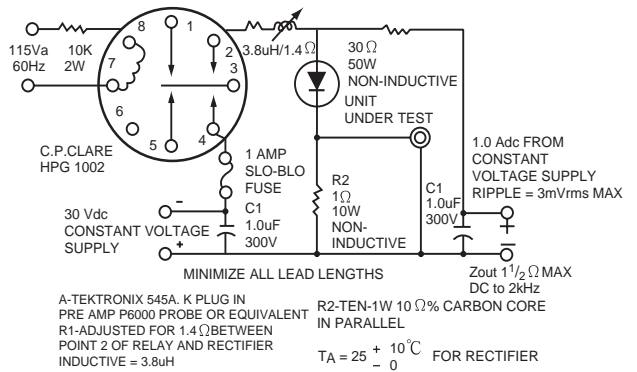 115Va
60Hz
10K
2W
8
1
7
2
3
6
5
4
3.8uH/1.4 Ω
30 Ω
50W
NON-INDUCTIVE
UNIT
UNDER TEST
C.P.CLARE
HPG 1002
1 AMP
SLO-BLO
FUSE
R2
1Ω
10W
NON-
INDUCTIVE
C1
1.0uF
300V
1.0 Adc FROM
CONSTANT
VOLTAGE SUPPLY
RIPPLE = 3mVrms MAX
30 Vdc
CONSTANT VOLTAGE
SUPPLY
-
+
C1
1.0uF
300V
+
-
MINIMIZE ALL LEAD LENGTHS
Zout 1 1/2 Ω MAX
DC to 2kHz
A-TEKTRONIX 545A. K PLUG IN
PRE AMP P6000 PROBE OR EQUIVALENT
R1-ADJUSTED FOR 1.4 Ω BETWEEN
POINT 2 OF RELAY AND RECTIFIER
INDUCTIVE = 3.8uH
R2-TEN-1W 10 Ω% CARBON CORE
IN PARALLEL
TA = 25 + 10°C - 0 FOR RECTIFIER